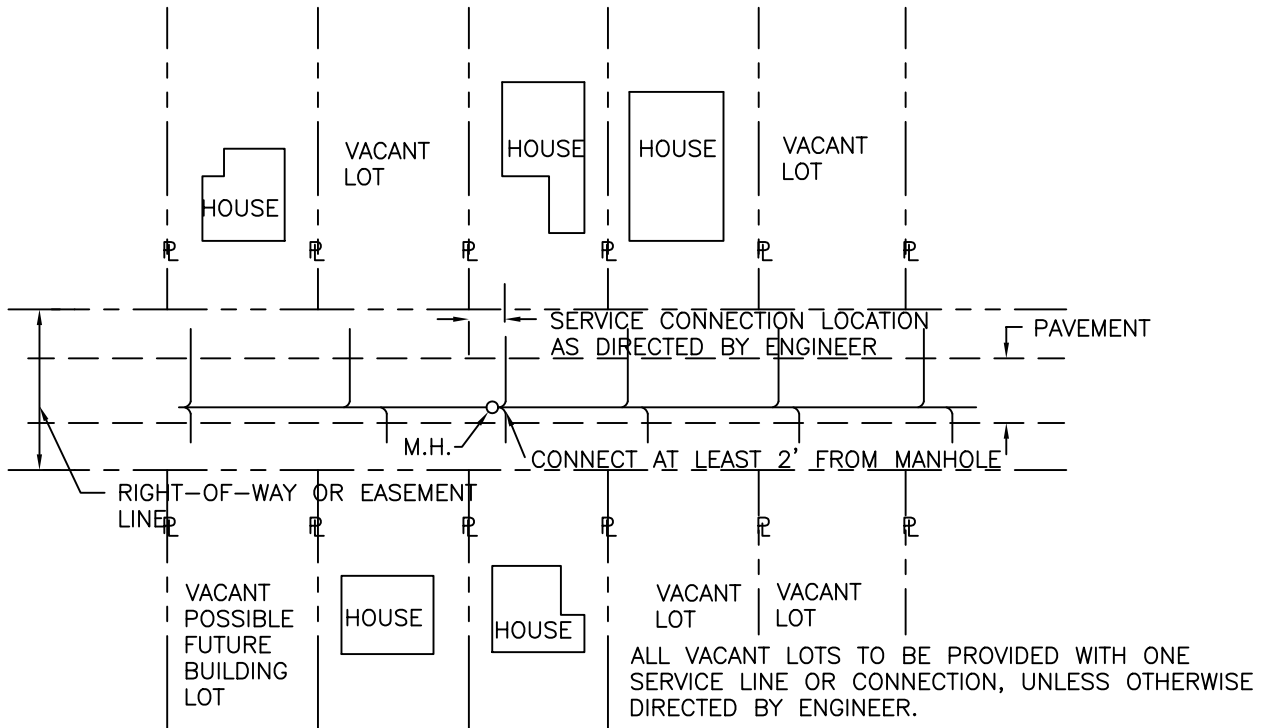 VACANT
LOT
HOUSE
HOUSE
HOUSE
VACANT
LOT
HOUSE
PL
PL
PL
PL
PL
PL
SERVICE CONNECTION LOCATION
AS DIRECTED BY ENGINEER
PAVEMENT
M.H.
CONNECT AT LEAST 2' FROM MANHOLE
RIGHT-OF-WAY OR EASEMENT
LINE
PL
PL
PL
PL
PL
PL
VACANT
POSSIBLE
FUTURE
BUILDING
LOT
HOUSE
HOUSE
VACANT
LOT
VACANT
LOT
ALL VACANT LOTS TO BE PROVIDED WITH ONE
SERVICE LINE OR CONNECTION, UNLESS OTHERWISE
DIRECTED BY ENGINEER.